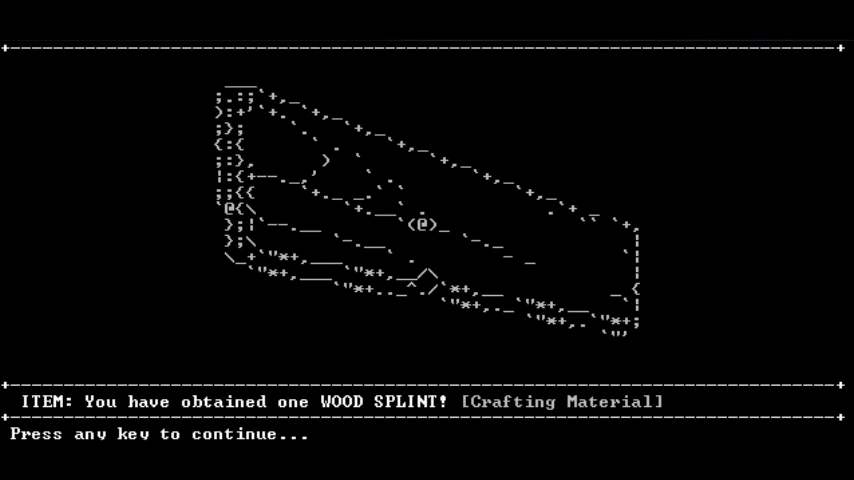 ITEM: You have obtained one WOOD SPLINT! [Crafting Material]
Press any key to continue...